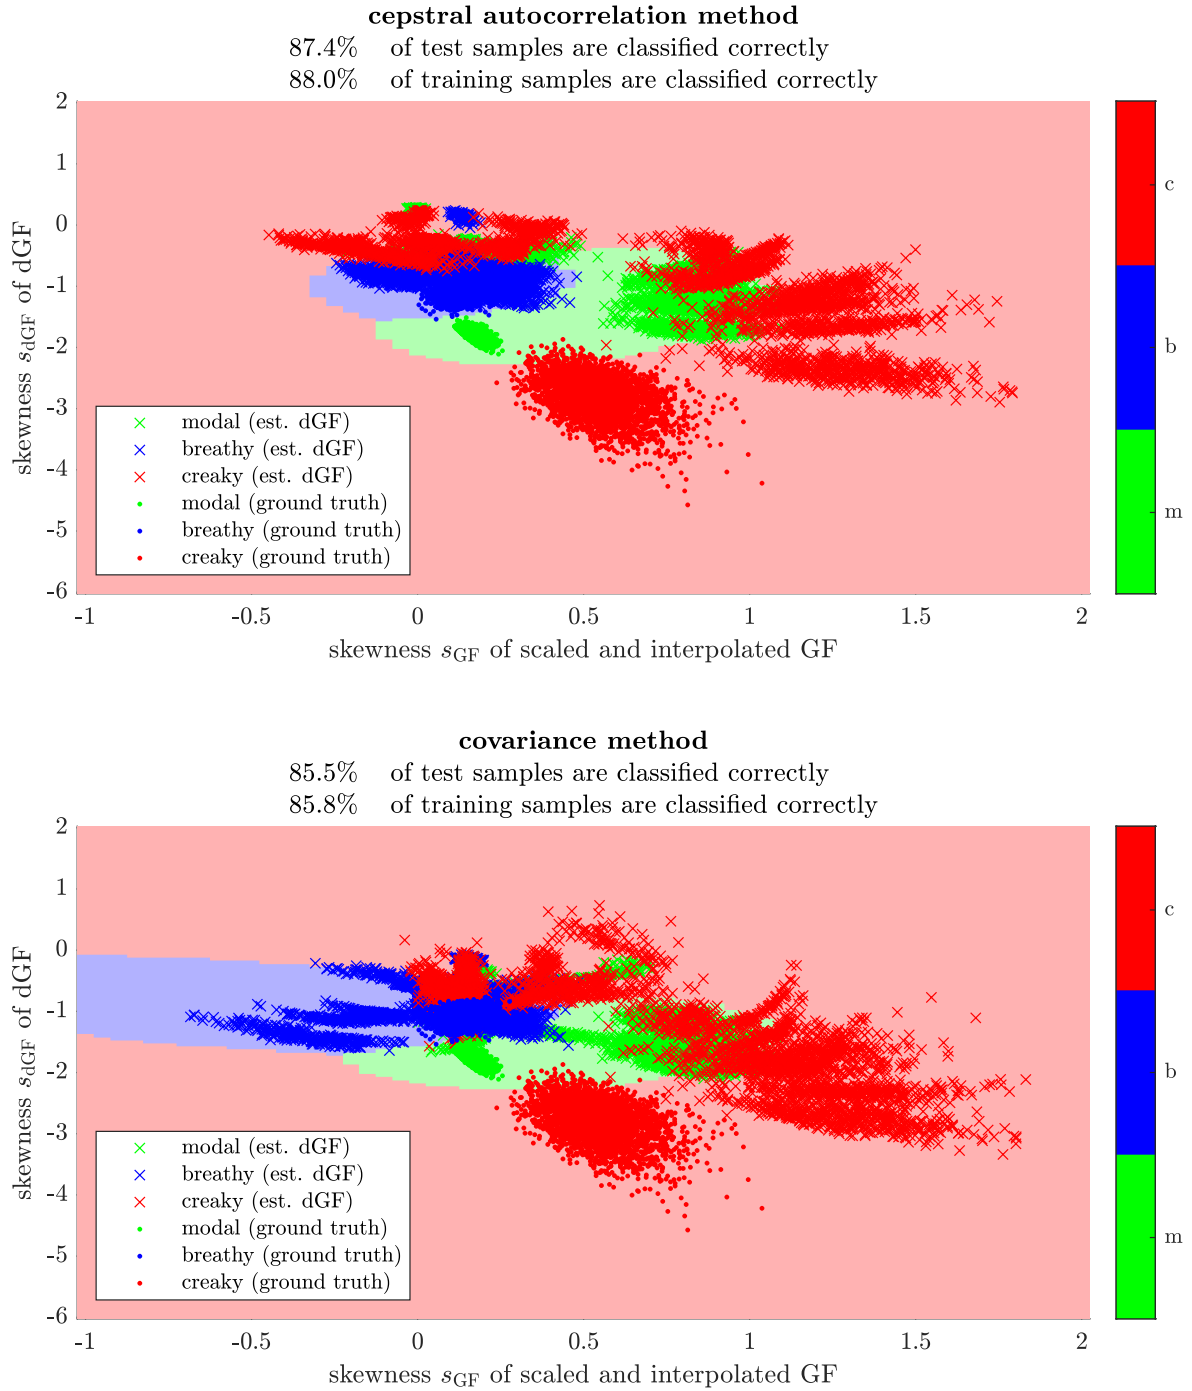 cepstral autocorrelation method
87.4% of test samples are classified correctly
88.0% of training samples are classified correctly
2
1
0
-1
-2
-3
-4
-5
-6
skewness s_dGF of dGF
modal (est. dGF)
breathy (est. dGF)
creaky (est. dGF)
modal (ground truth)
breathy (ground truth)
creaky (ground truth)
c
b
m
-1 -0.5 0 0.5 1 1.5 2
skewness s_GF of scaled and interpolated GF
covariance method
85.5% of test samples are classified correctly
85.8% of training samples are classified correctly
2
1
0
-1
-2
-3
-4
-5
-6
skewness s_dGF of dGF
modal (est. dGF)
breathy (est. dGF)
creaky (est. dGF)
modal (ground truth)
breathy (ground truth)
creaky (ground truth)
c
b
m
-1 -0.5 0 0.5 1 1.5 2
skewness s_GF of scaled and interpolated GF